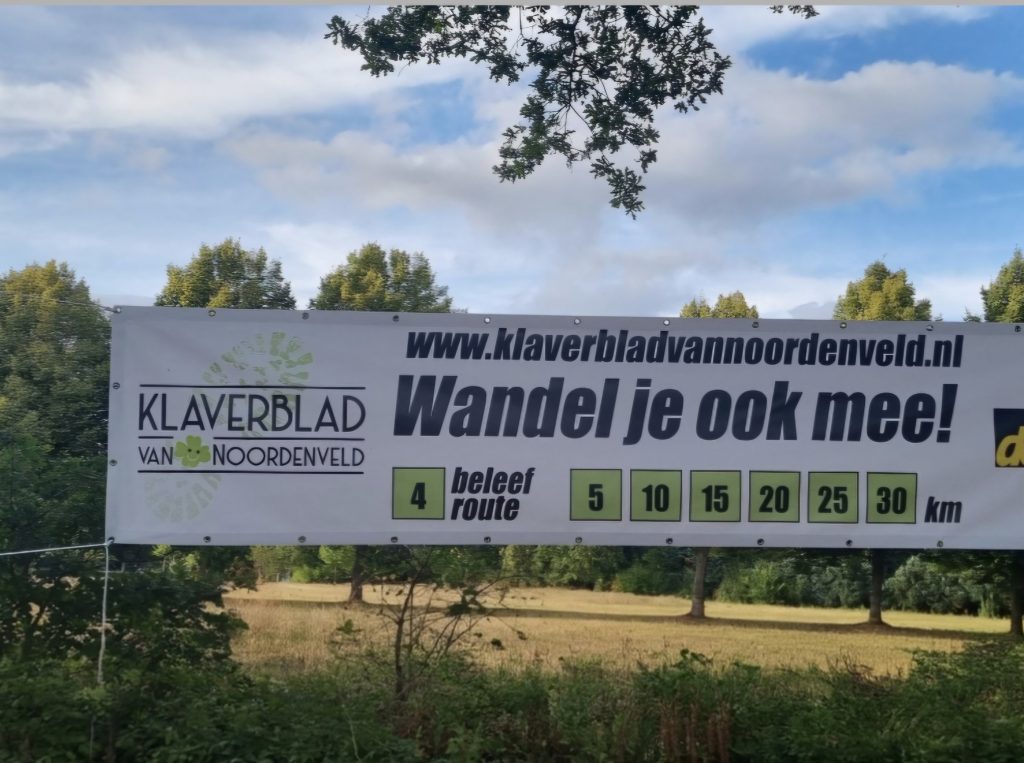 www.klaverbladvannoordenveld.nl
KLAVERBLAD
VAN NOORDENVELD
Wandel je ook mee!
4 beleef
route
5 10 15 20 25 30 km